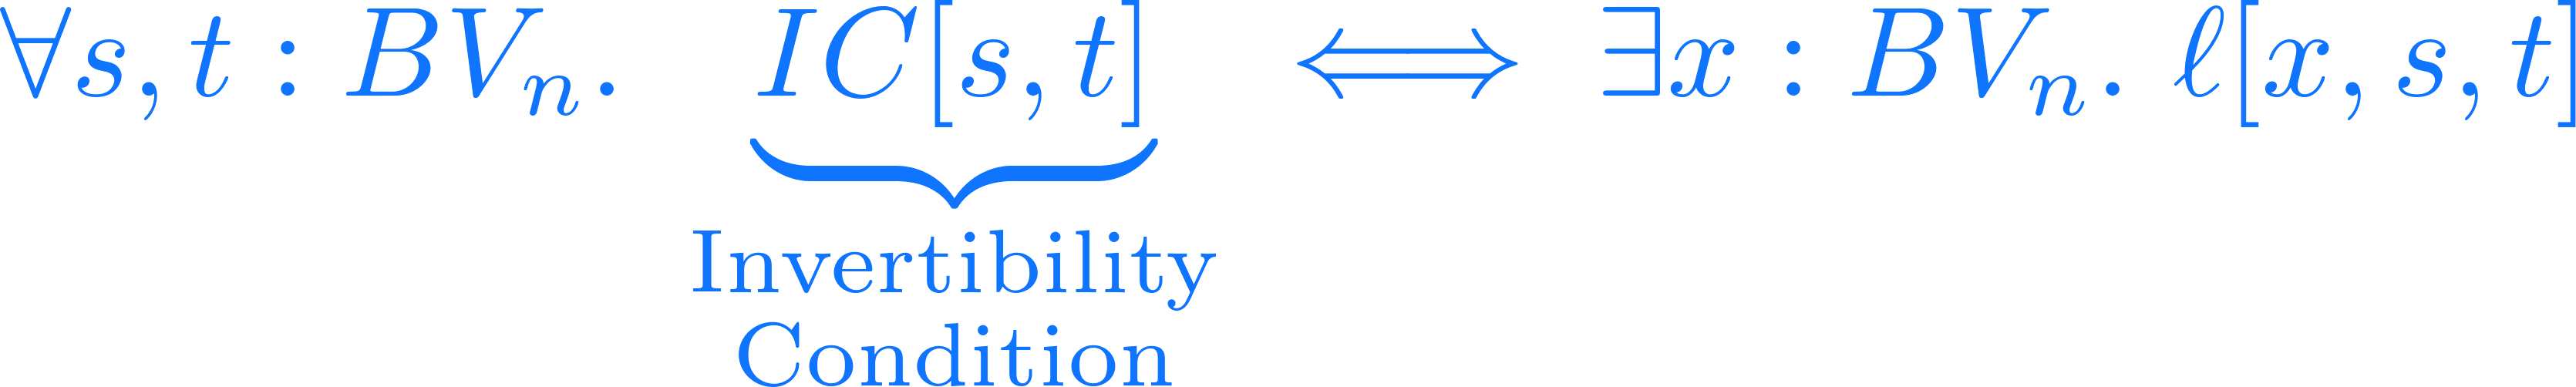 ∀s, t : BVₙ. IC[s, t] ⟺ ∃x : BVₙ. ℓ[x, s, t]
Invertibility
Condition